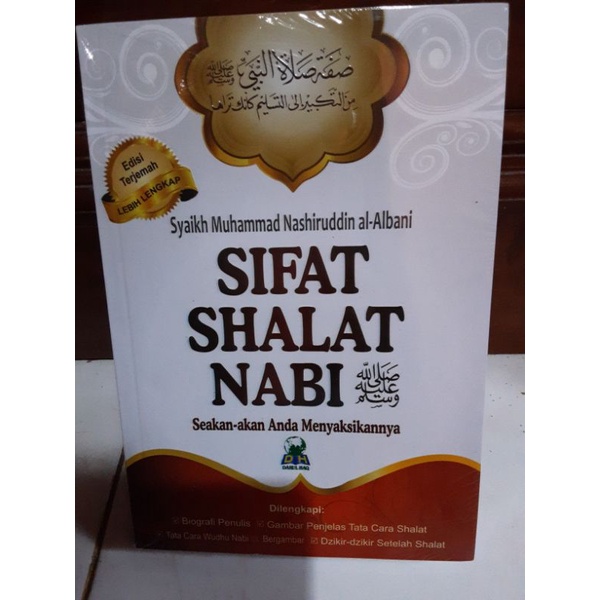 صفة صلاة النبي ﷺ
من التكبير إلى التسليم كأنك تراها
Edisi
Terjemah
LEBIH LENGKAP
Syaikh Muhammad Nashiruddin al-Albani
SIFAT
SHALAT
NABI ﷺ
Seakan-akan Anda Menyaksikannya
DH
DARUL HAQ
Dilengkapi:
☑ Biografi Penulis ☑ Gambar Penjelas Tata Cara Shalat
☑ Tata Cara Wudhu Nabi ☑ Bergambar ☑ Dzikir-dzikir Setelah Shalat